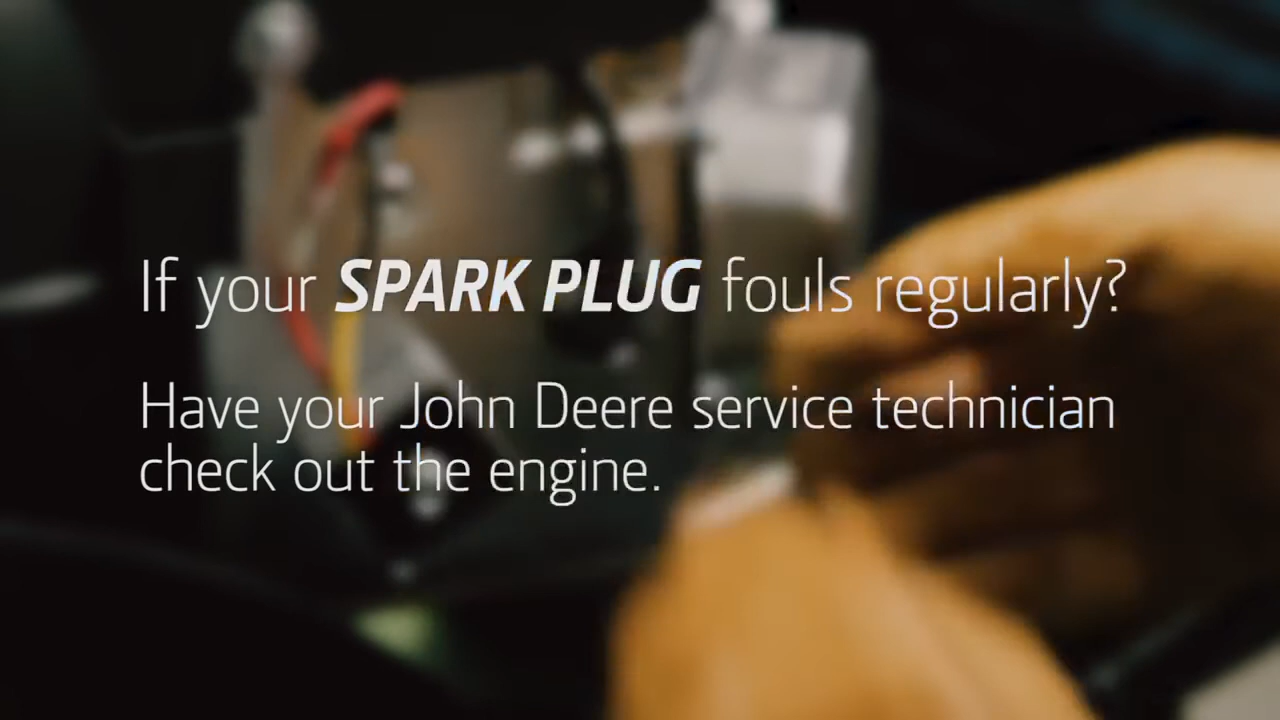 If your SPARK PLUG fouls regularly?
Have your John Deere service technician
check out the engine.